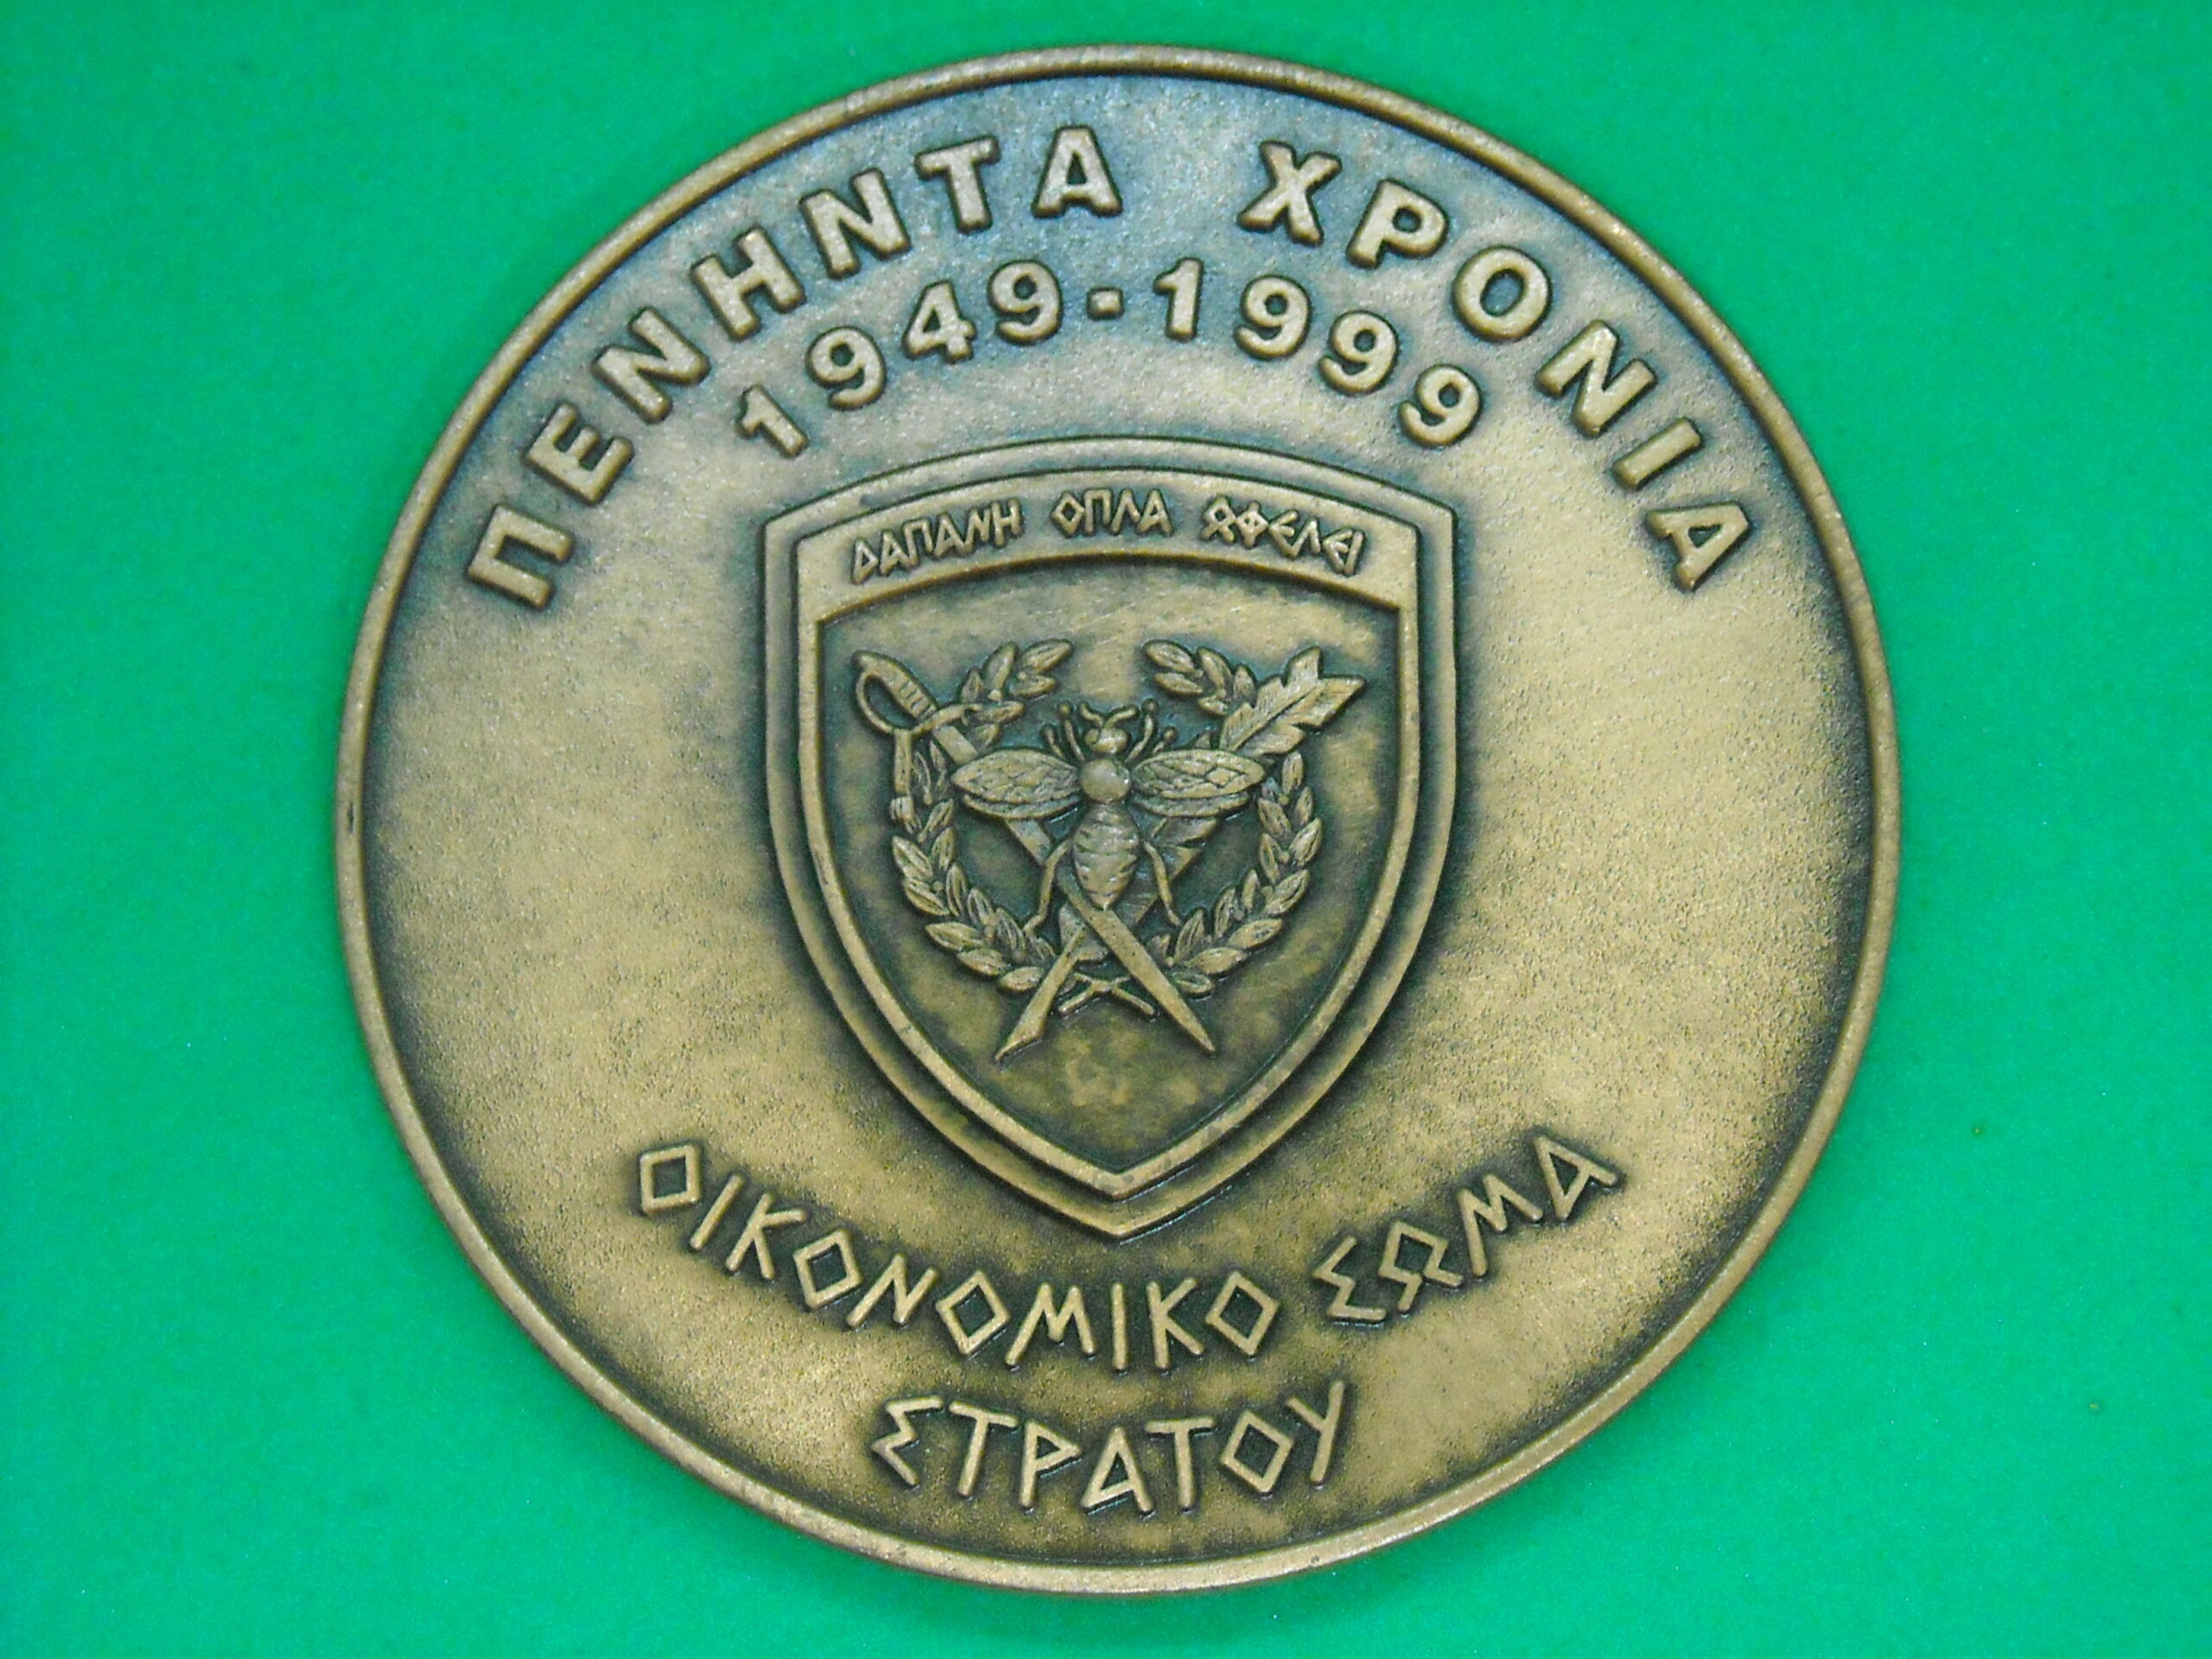 ΠΕΝΗΝΤΑ ΧΡΟΝΙΑ
1949-1999
ΔΑΠΑΝΗ ΟΠΛΑ ΩΦΕΛΕΙ
ΟΙΚΟΝΟΜΙΚΟ ΣΩΜΑ
ΣΤΡΑΤΟΥ